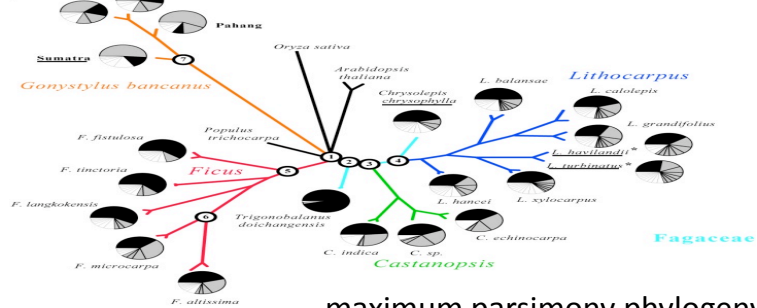 Pahang
Sumatra
7
Gonystylus bancanus
Oryza sativa
Arabidopsis
thaliana
Chrysolepis
chrysophylla
L. balansae
Lithocarpus
L. calolepis
L. grandifolius
L. havilandii*
L. turbinatus*
L. xylocarpus
L. hancei
Populus
trichocarpa
1
2
3
4
F. fistulosa
Ficus
5
F. tinctoria
F. langkokensis
6
F. microcarpa
F. altissima
Trigonobalanus
doichangensis
C. indica
C. sp.
C. echinocarpa
Castanopsis
Fagaceae
maximum parsimony phylogeny